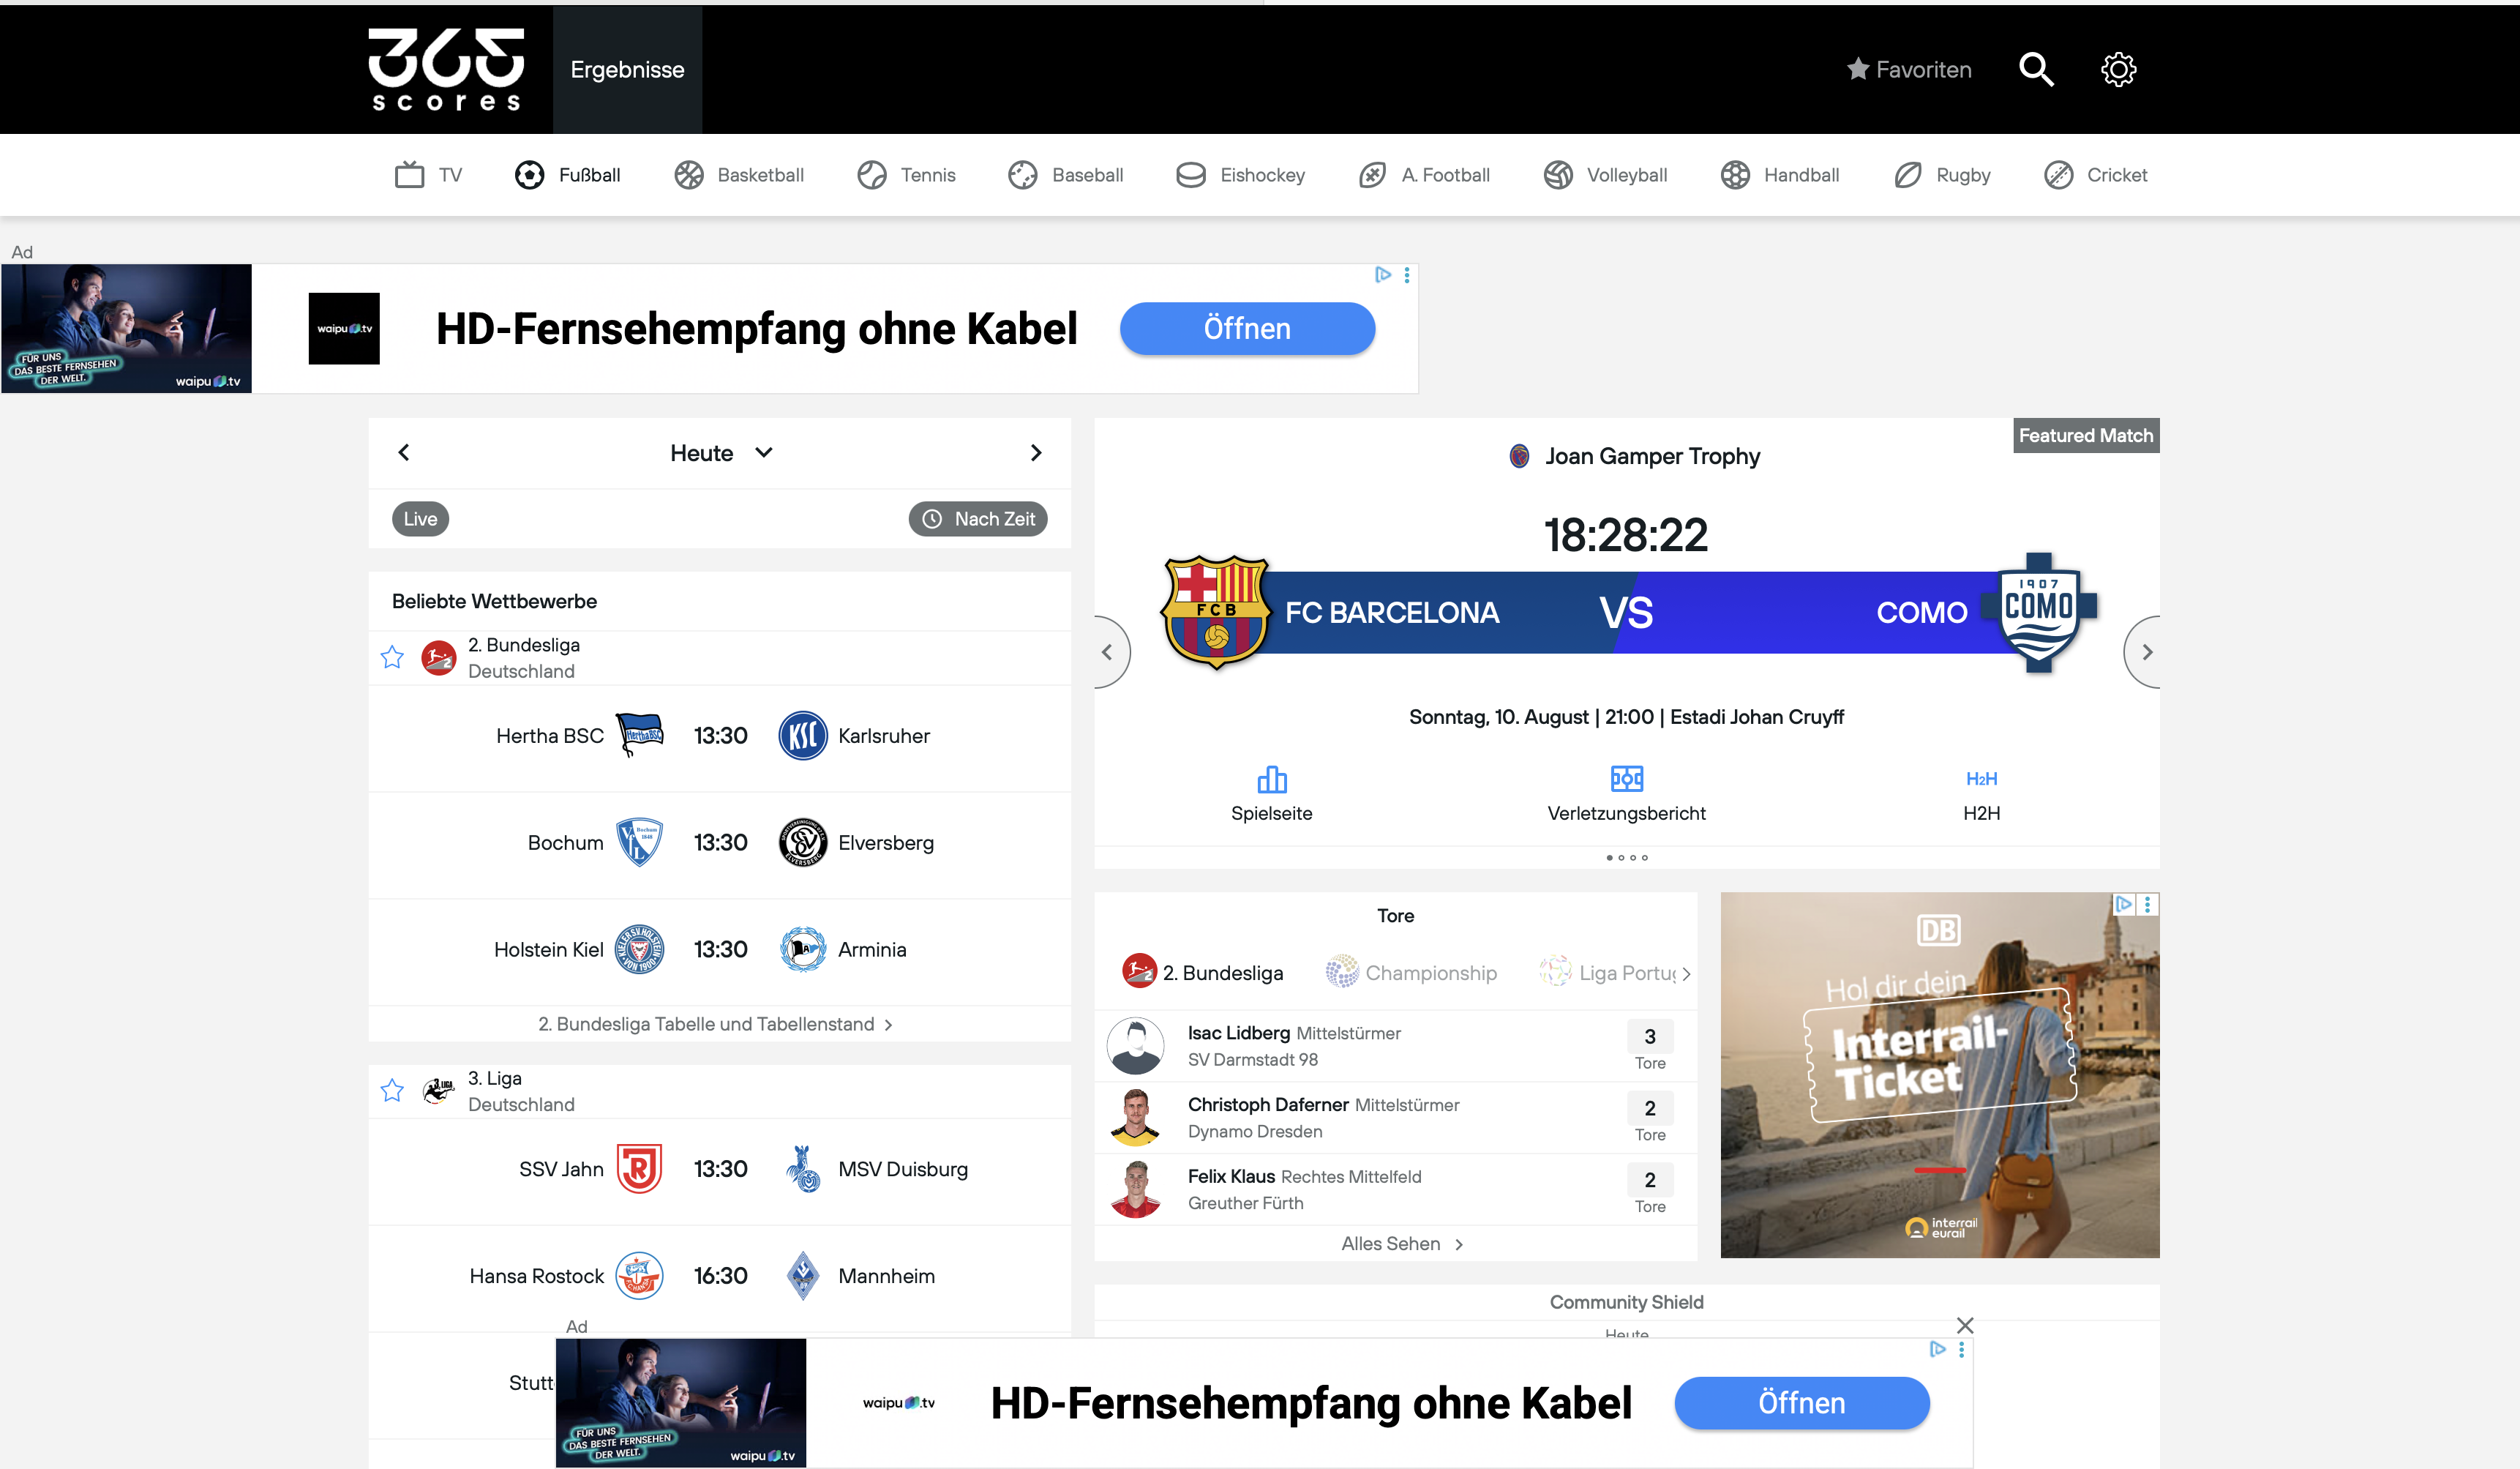 365
scores
Ergebnisse
Favoriten
TV
Fußball
Basketball
Tennis
Baseball
Eishockey
A. Football
Volleyball
Handball
Rugby
Cricket
Ad
FÜR UNS
DAS BESTE FERNSEHEN
DER WELT.
waipu.tv
waipu.tv
HD-Fernsehempfang ohne Kabel
Öffnen
Heute
Live
Nach Zeit
Beliebte Wettbewerbe
2. Bundesliga
Deutschland
Hertha BSC 13:30 Karlsruher
Bochum 13:30 Elversberg
Holstein Kiel 13:30 Arminia
2. Bundesliga Tabelle und Tabellenstand
3. Liga
Deutschland
SSV Jahn 13:30 MSV Duisburg
Hansa Rostock 16:30 Mannheim
Stutt
Featured Match
Joan Gamper Trophy
18:28:22
FCB
FC BARCELONA VS COMO
1907
COMO
Sonntag, 10. August | 21:00 | Estadi Johan Cruyff
Spielseite
Verletzungsbericht
H2H
H2H
Tore
2. Bundesliga
Championship
Liga Portug
Isac Lidberg Mittelstürmer
SV Darmstadt 98
3
Tore
Christoph Daferner Mittelstürmer
Dynamo Dresden
2
Tore
Felix Klaus Rechtes Mittelfeld
Greuther Fürth
2
Tore
Alles Sehen
DB
Hol dir dein
Interrail-
Ticket
interrail
eurail
Community Shield
Heute
Ad
FÜR UNS
DAS BESTE FERNSEHEN
DER WELT.
waipu.tv
waipu.tv
HD-Fernsehempfang ohne Kabel
Öffnen